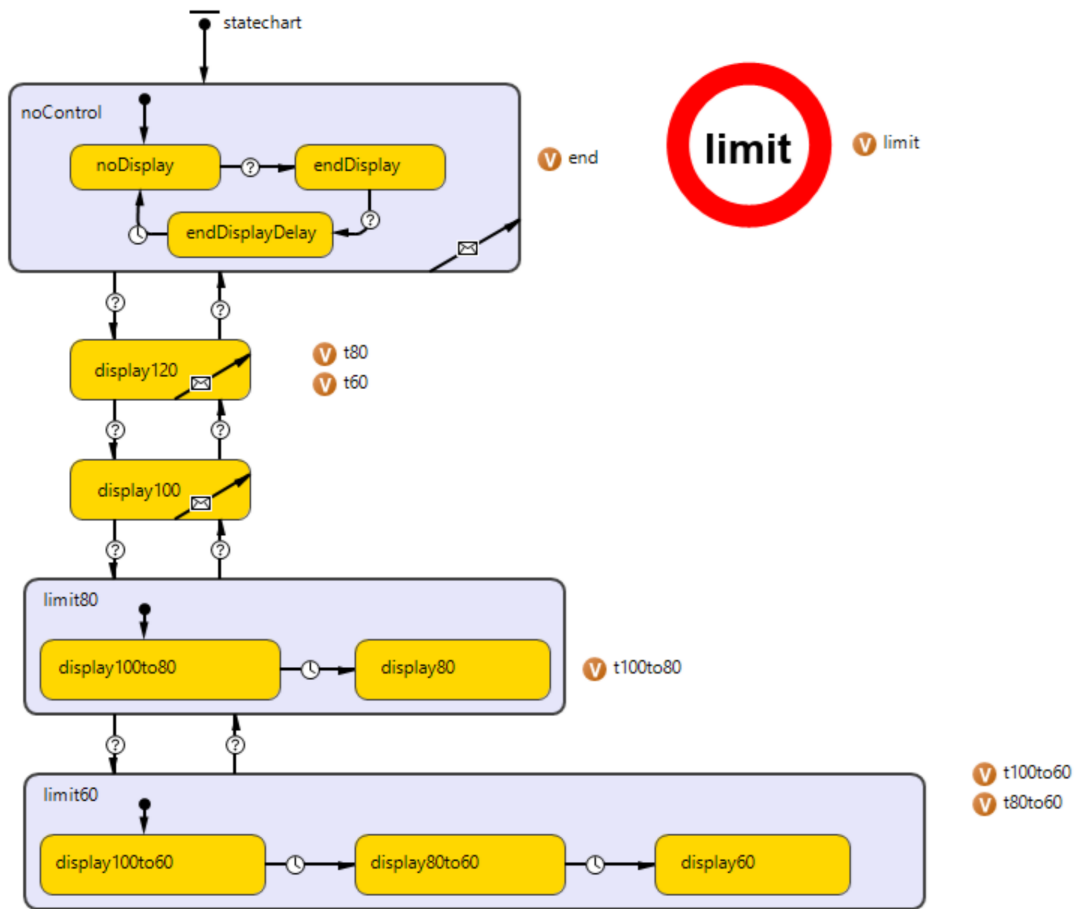 statechart
noControl
noDisplay
?
endDisplay
?
endDisplayDelay
V end
limit
V limit
? ?
display120
V t80
V t60
? ?
display100
? ?
limit80
display100to80
display80
V t100to80
? ?
limit60
display100to60
display80to60
display60
V t100to60
V t80to60